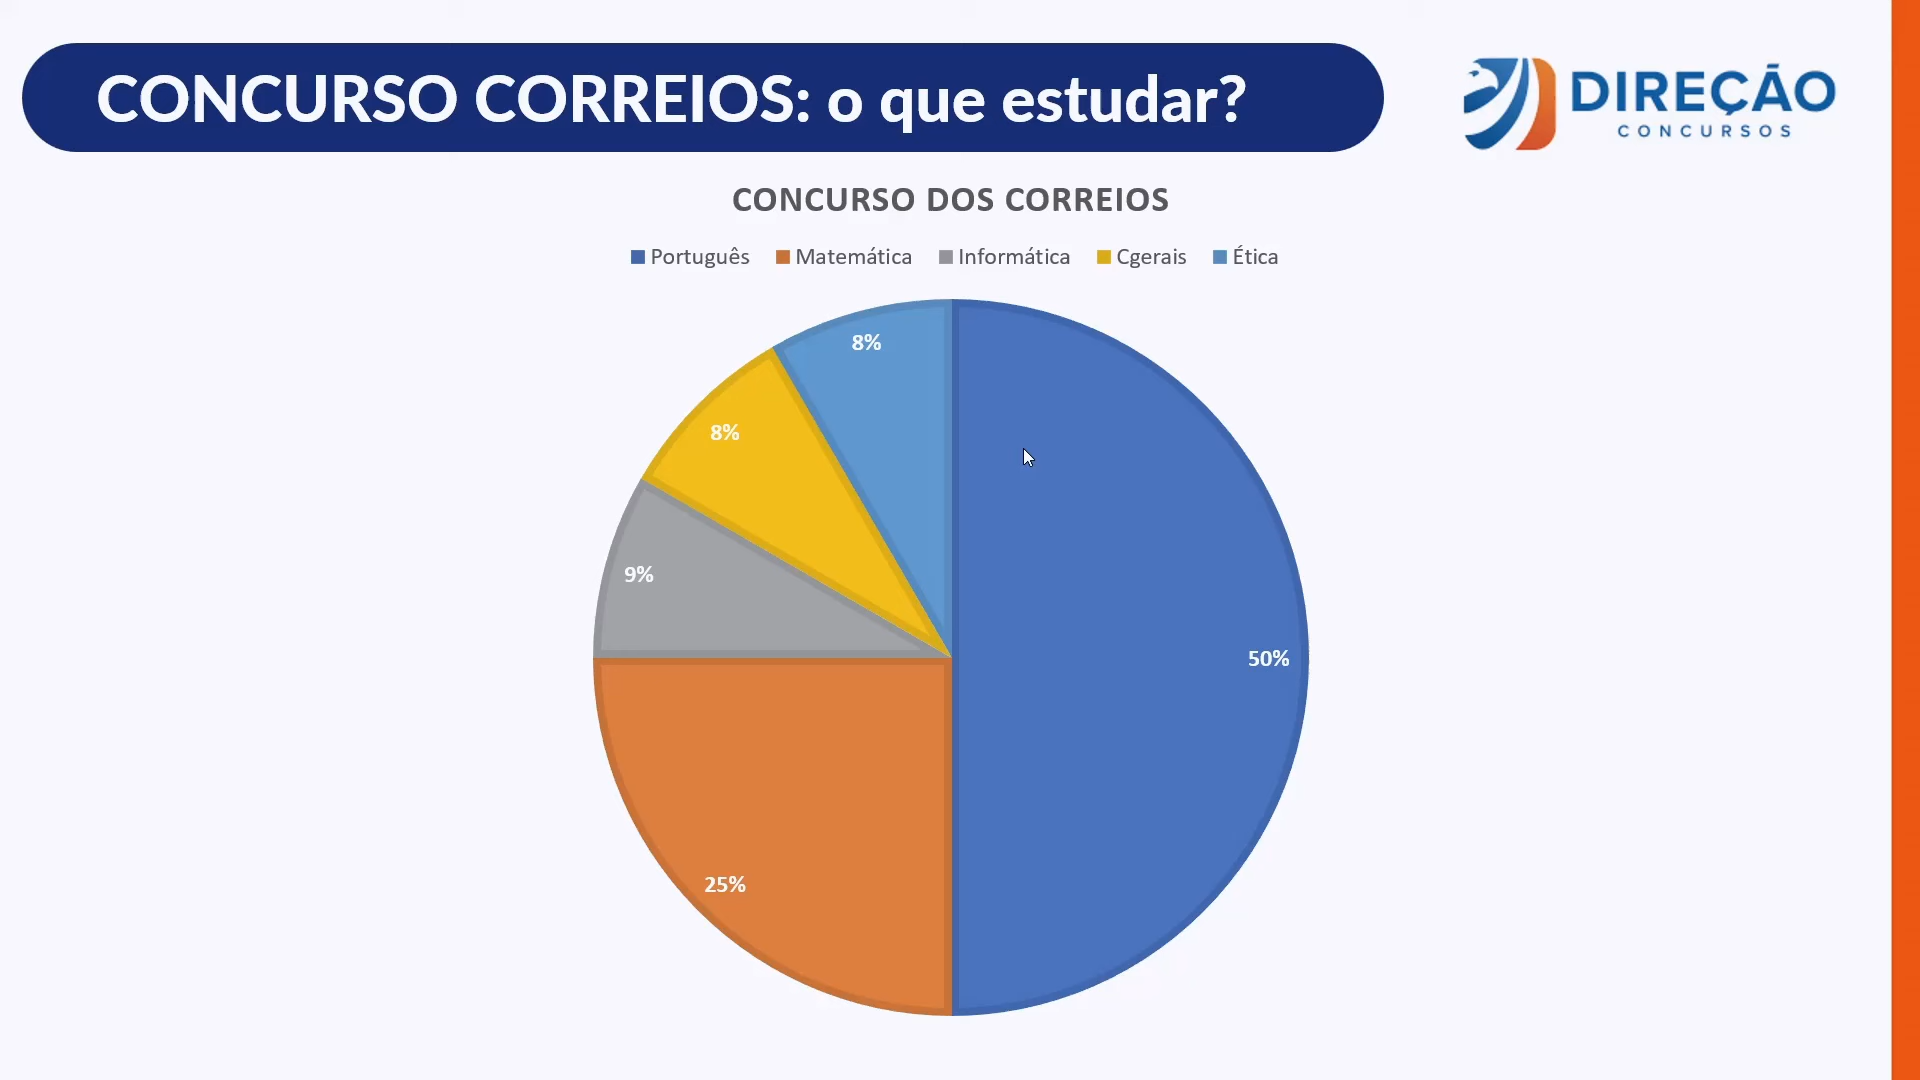 CONCURSO CORREIOS: o que estudar?
DIREÇÃO
CONCURSOS
CONCURSO DOS CORREIOS
Português Matemática Informática Cgerais Ética
8%
8%
9%
50%
25%